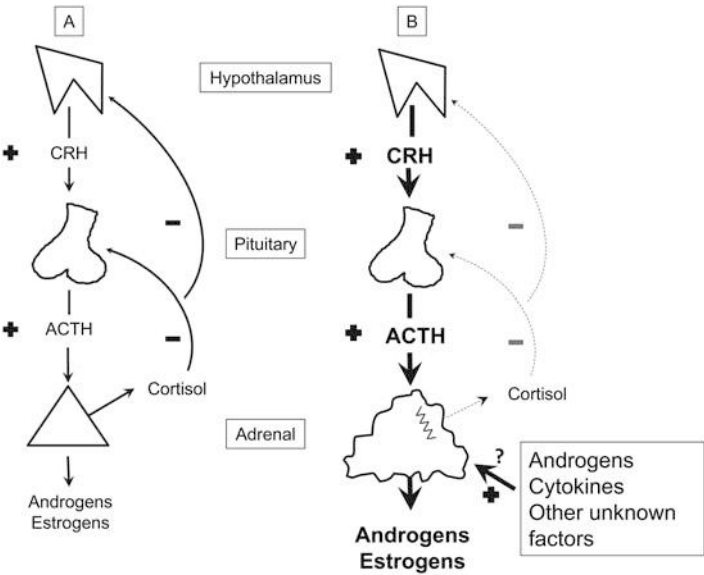 A
B
Hypothalamus
CRH
CRH
Pituitary
ACTH
ACTH
Cortisol
Cortisol
Adrenal
Androgens
Estrogens
?
Androgens
Cytokines
Other unknown
factors
Androgens
Estrogens